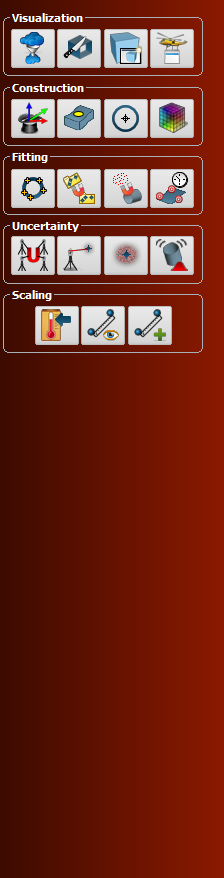 Visualization
Construction
Fitting
Uncertainty
U
Scaling